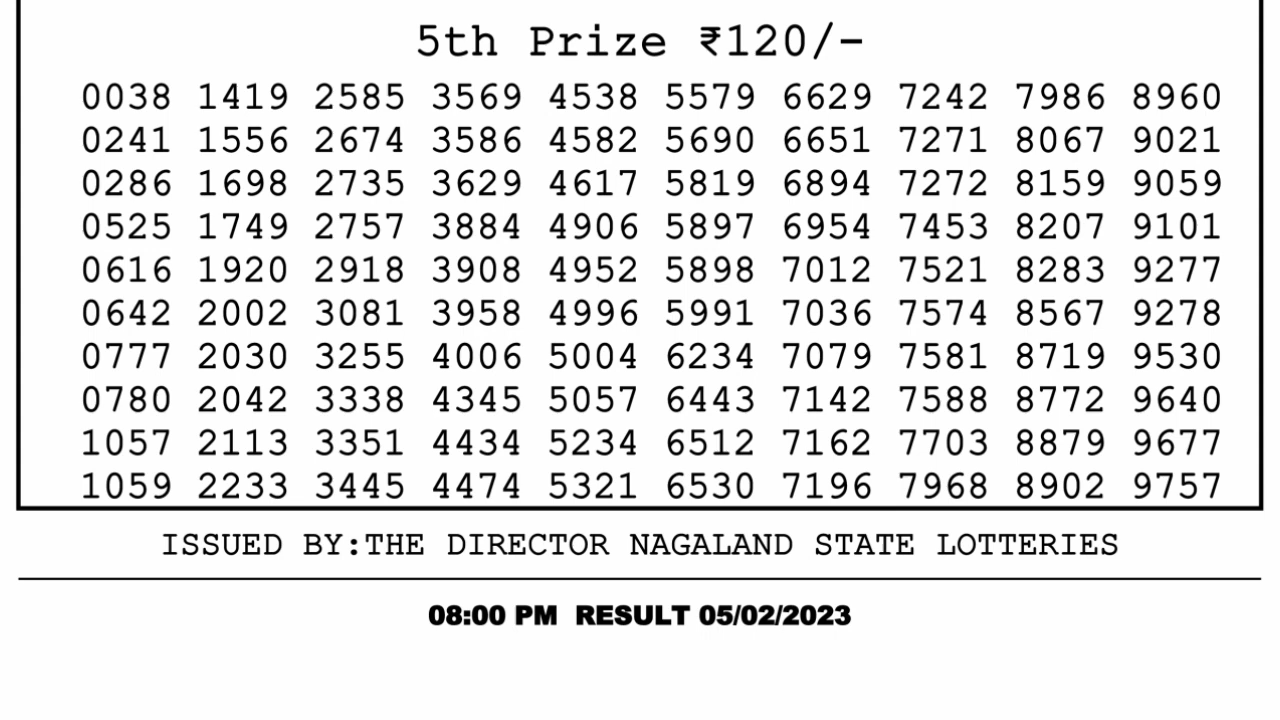 5th Prize ₹120/-
0038 1419 2585 3569 4538 5579 6629 7242 7986 8960
0241 1556 2674 3586 4582 5690 6651 7271 8067 9021
0286 1698 2735 3629 4617 5819 6894 7272 8159 9059
0525 1749 2757 3884 4906 5897 6954 7453 8207 9101
0616 1920 2918 3908 4952 5898 7012 7521 8283 9277
0642 2002 3081 3958 4996 5991 7036 7574 8567 9278
0777 2030 3255 4006 5004 6234 7079 7581 8719 9530
0780 2042 3338 4345 5057 6443 7142 7588 8772 9640
1057 2113 3351 4434 5234 6512 7162 7703 8879 9677
1059 2233 3445 4474 5321 6530 7196 7968 8902 9757
ISSUED BY:THE DIRECTOR NAGALAND STATE LOTTERIES
08:00 PM RESULT 05/02/2023